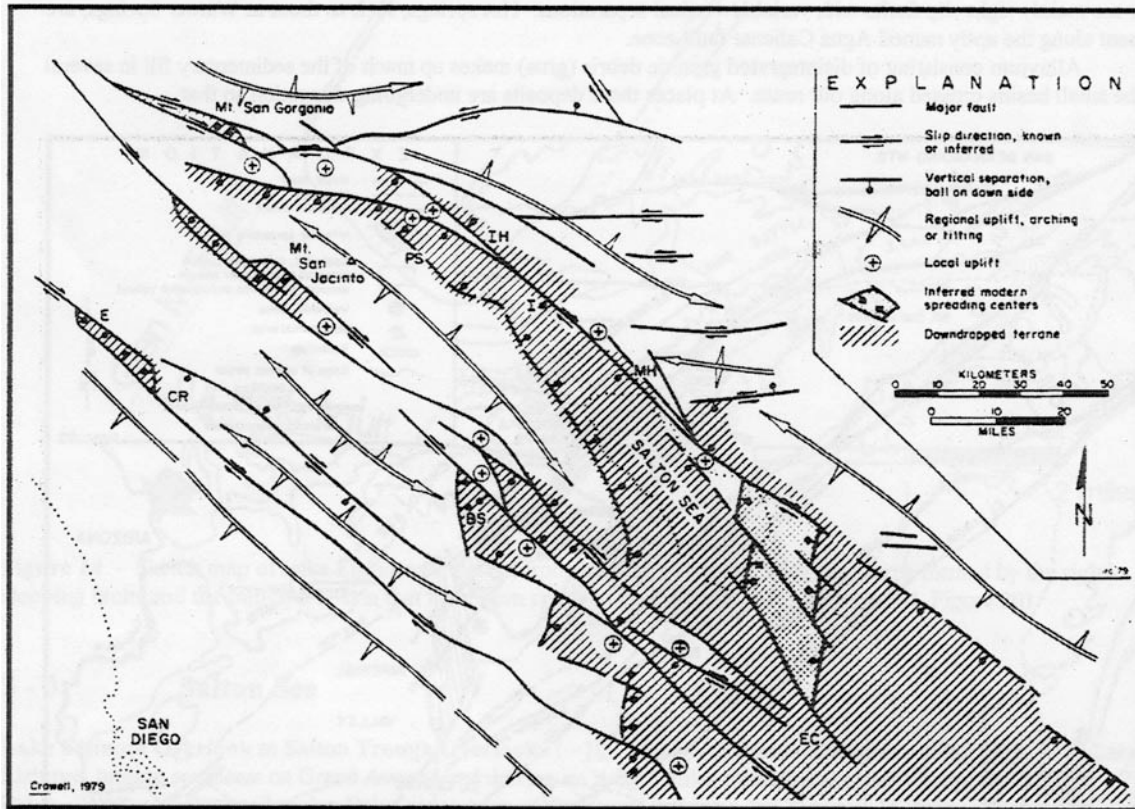 EXPLANATION
Major fault
Slip direction, known
or inferred
Vertical separation,
ball on down side
Regional uplift, arching
or tilting
Local uplift
Inferred modern
spreading centers
Downdropped terrane
KILOMETERS
0 10 20 30 40 50
0 10 20
MILES
N
Mt. San Gorgonio
IH
PS
Mt.
San
Jacinto
I
E
MH
CR
SALTON SEA
BS
EC
SAN
DIEGO
Crowell, 1979